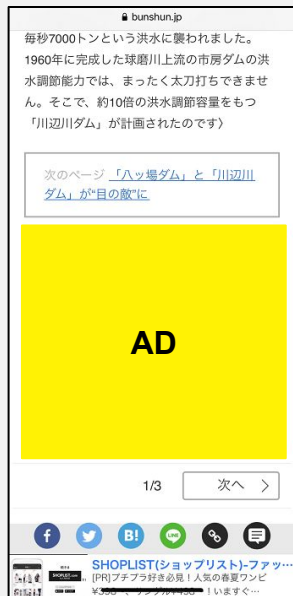 bunshun.jp
毎秒7000トンという洪水に襲われました。
1960年に完成した球磨川上流の市房ダムの洪
水調節能力では、まったく太刀打ちできませ
ん。そこで、約10倍の洪水調節容量をもつ
「川辺川ダム」が計画されたのです〉
次のページ 「八ッ場ダム」と「川辺川
ダム」が“目の敵”に
AD
1/3 次へ
f B! LINE
SHOPLIST(ショップリスト)-ファッ…
[PR]プチプラ好き必見！人気の春夏ワンピ
！います​ぐ…